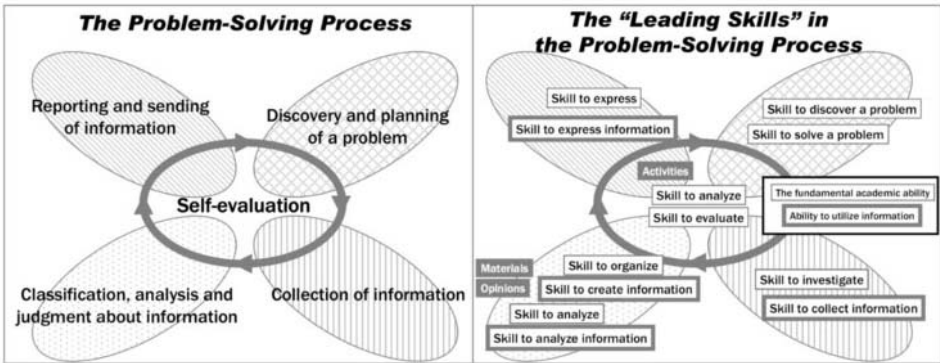 The Problem-Solving Process
Reporting and sending
of information
Discovery and planning
of a problem
Self-evaluation
Classification, analysis and
judgment about information
Collection of information
The “Leading Skills” in
the Problem-Solving Process
Skill to express
Skill to express information
Skill to discover a problem
Skill to solve a problem
Activities
Skill to analyze
Skill to evaluate
The fundamental academic ability
Ability to utilize information
Materials
Opinions
Skill to organize
Skill to create information
Skill to analyze
Skill to analyze information
Skill to investigate
Skill to collect information